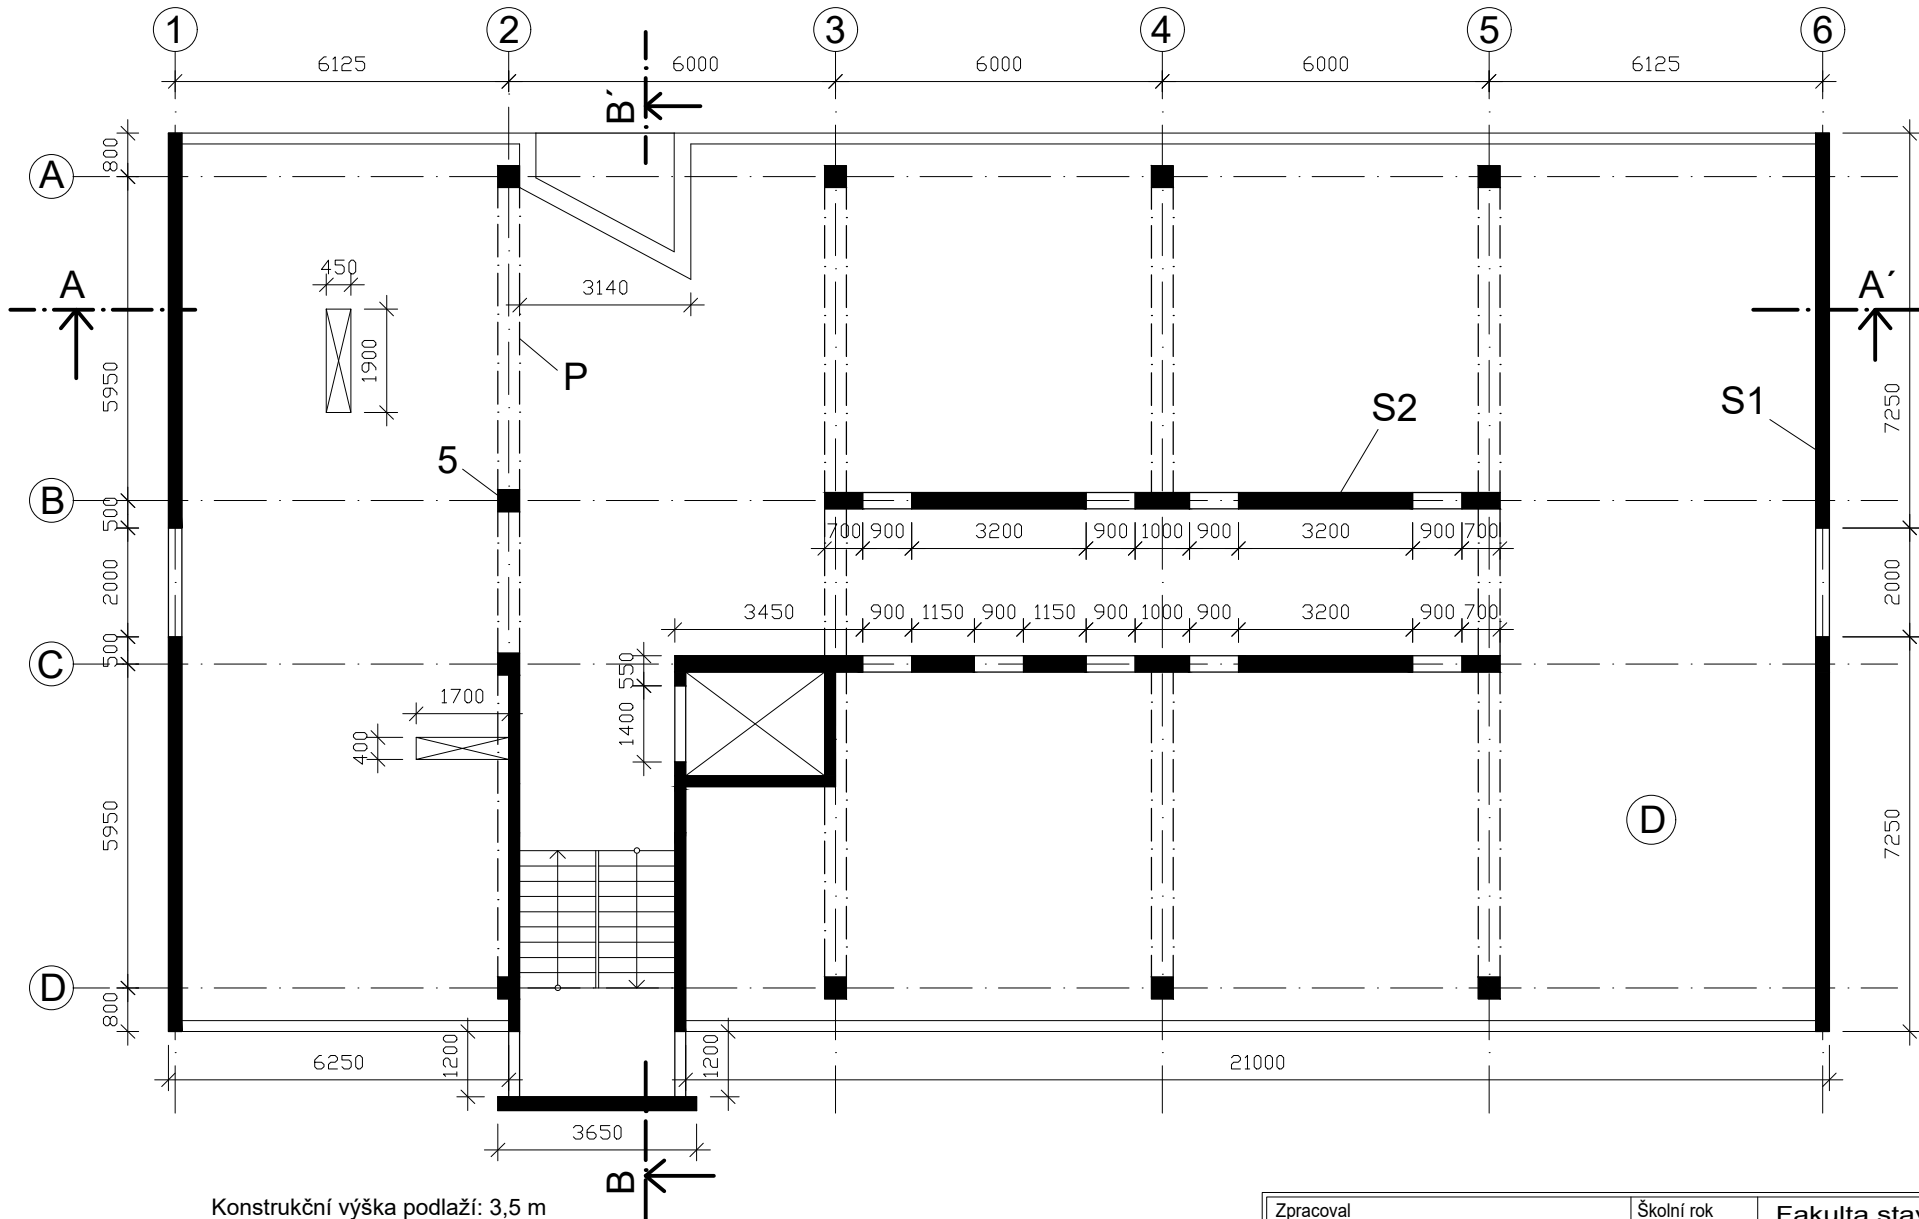 1 2 3 4 5 6
6125 6000 6000 6000 6125
B´
800
A
450
3140
A A´
1900
5950
P
7250
S2 S1
5
B
500
700 900 3200 900 1000 900 3200 900 700
2000 2000
3450 900 1150 900 1150 900 1000 900 3200 900 700
500
C
550
1700
1400
400
5950
D
7250
D
800
1200 1200
6250 21000
3650
B
Konstrukční výška podlaží: 3,5 m
Zpracoval Školní rok Fakulta stav